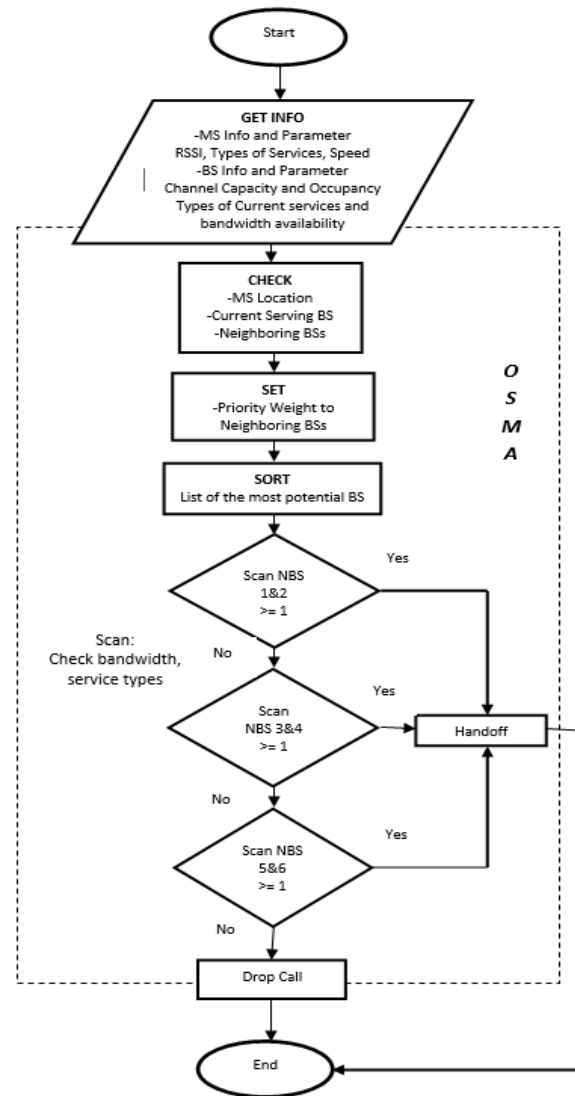 Start
GET INFO
-MS Info and Parameter
RSSI, Types of Services, Speed
-BS Info and Parameter
Channel Capacity and Occupancy
Types of Current services and
bandwidth availability
CHECK
-MS Location
-Current Serving BS
-Neighboring BSs
SET
-Priority Weight to
Neighboring BSs
O
S
M
A
SORT
List of the most potential BS
Scan NBS
1&2
>= 1
Yes
No
Scan:
Check bandwidth,
service types
Scan
NBS 3&4
>= 1
Yes
Handoff
No
Scan NBS
5&6
>= 1
Yes
No
Drop Call
End